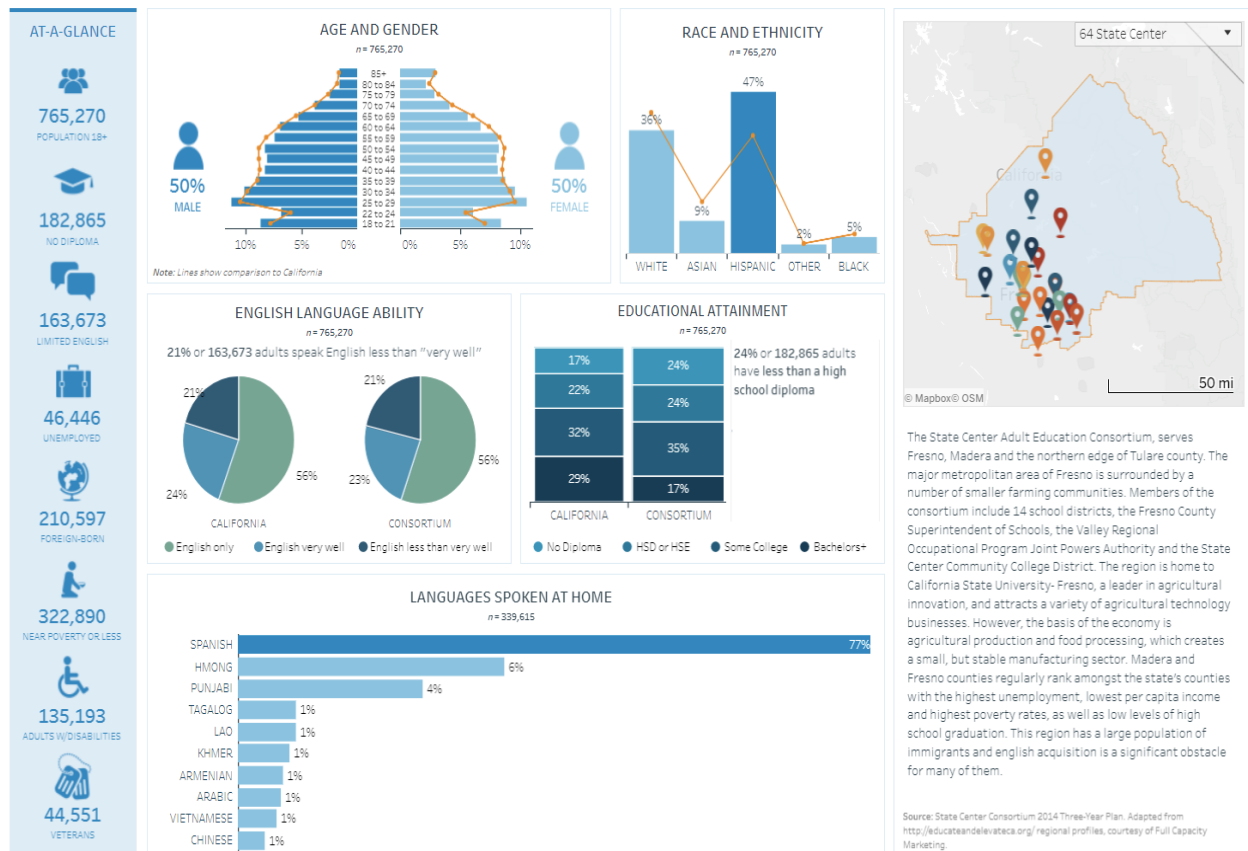 AT-A-GLANCE
765,270
POPULATION 18+
182,865
NO DIPLOMA
163,673
LIMITED ENGLISH
46,446
UNEMPLOYED
210,597
FOREIGN-BORN
322,890
NEAR POVERTY OR LESS
135,193
ADULTS W/DISABILITIES
44,551
VETERANS
AGE AND GENDER
n = 765,270
85+
80 to 84
75 to 79
70 to 74
65 to 69
60 to 64
55 to 59
50 to 54
45 to 49
40 to 44
35 to 39
30 to 34
25 to 29
22 to 24
18 to 21
50%
MALE
50%
FEMALE
10% 5% 0% 0% 5% 10%
Note: Lines show comparison to California
RACE AND ETHNICITY
n = 765,270
36% 9% 47% 2% 5%
WHITE ASIAN HISPANIC OTHER BLACK
ENGLISH LANGUAGE ABILITY
n = 765,270
21% or 163,673 adults speak English less than "very well"
21% 56% 24%
CALIFORNIA
21% 56% 23%
CONSORTIUM
English only English very well English less than very well
EDUCATIONAL ATTAINMENT
n = 765,270
17% 24%
22% 24%
32% 35%
29% 17%
CALIFORNIA CONSORTIUM
24% or 182,865 adults
have less than a high
school diploma
No Diploma HSD or HSE Some College Bachelors+
LANGUAGES SPOKEN AT HOME
n = 339,615
SPANISH 77%
HMONG 6%
PUNJABI 4%
TAGALOG 1%
LAO 1%
KHMER 1%
ARMENIAN 1%
ARABIC 1%
VIETNAMESE 1%
CHINESE 1%
64 State Center
California
50 mi
© Mapbox© OSM
The State Center Adult Education Consortium, serves
Fresno, Madera and the northern edge of Tulare county. The
major metropolitan area of Fresno is surrounded by a
number of smaller farming communities. Members of the
consortium include 14 school districts, the Fresno County
Superintendent of Schools, the Valley Regional
Occupational Program Joint Powers Authority and the State
Center Community College District. The region is home to
California State University- Fresno, a leader in agricultural
innovation, and attracts a variety of agricultural technology
businesses. However, the basis of the economy is
agricultural production and food processing, which creates
a small, but stable manufacturing sector. Madera and
Fresno counties regularly rank amongst the state's counties
with the highest unemployment, lowest per capita income
and highest poverty rates, as well as low levels of high
school graduation. This region has a large population of
immigrants and english acquisition is a significant obstacle
for many of them.
Source: State Center Consortium 2014 Three-Year Plan. Adapted from
http://educateandelevateca.org/ regional profiles, courtesy of Full Capacity
Marketing.